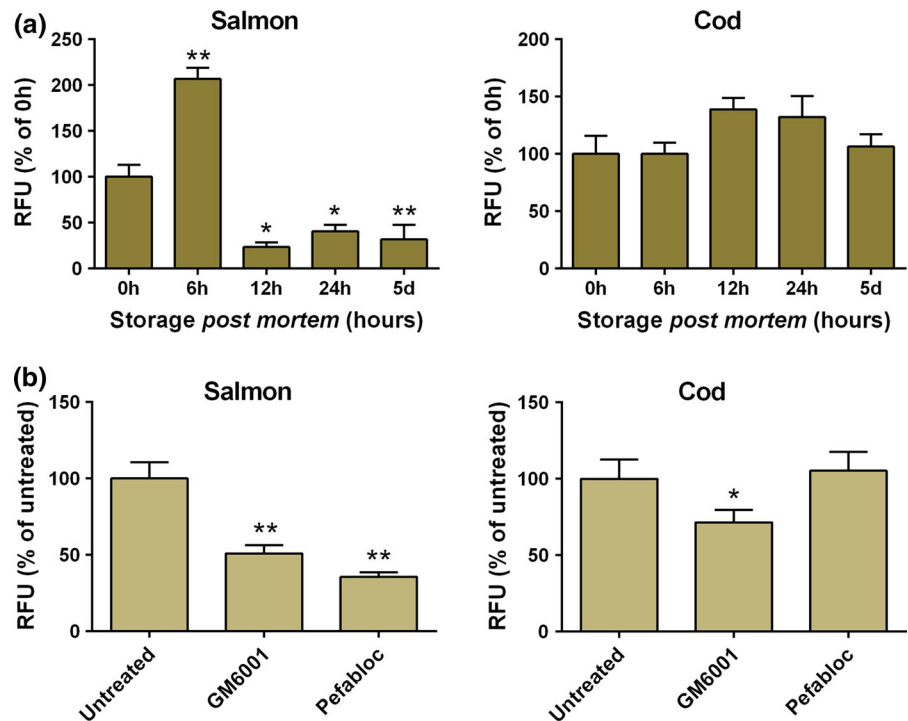 (a)
Salmon
RFU (% of 0h)
250
200
150
100
50
0
**
*
*
**
0h 6h 12h 24h 5d
Storage post mortem (hours)
Cod
RFU (% of 0h)
200
150
100
50
0
0h 6h 12h 24h 5d
Storage post mortem (hours)
(b)
Salmon
RFU (% of untreated)
150
100
50
0
**
**
Untreated
GM6001
Pefabloc
Cod
RFU (% of untreated)
150
100
50
0
*
Untreated
GM6001
Pefabloc